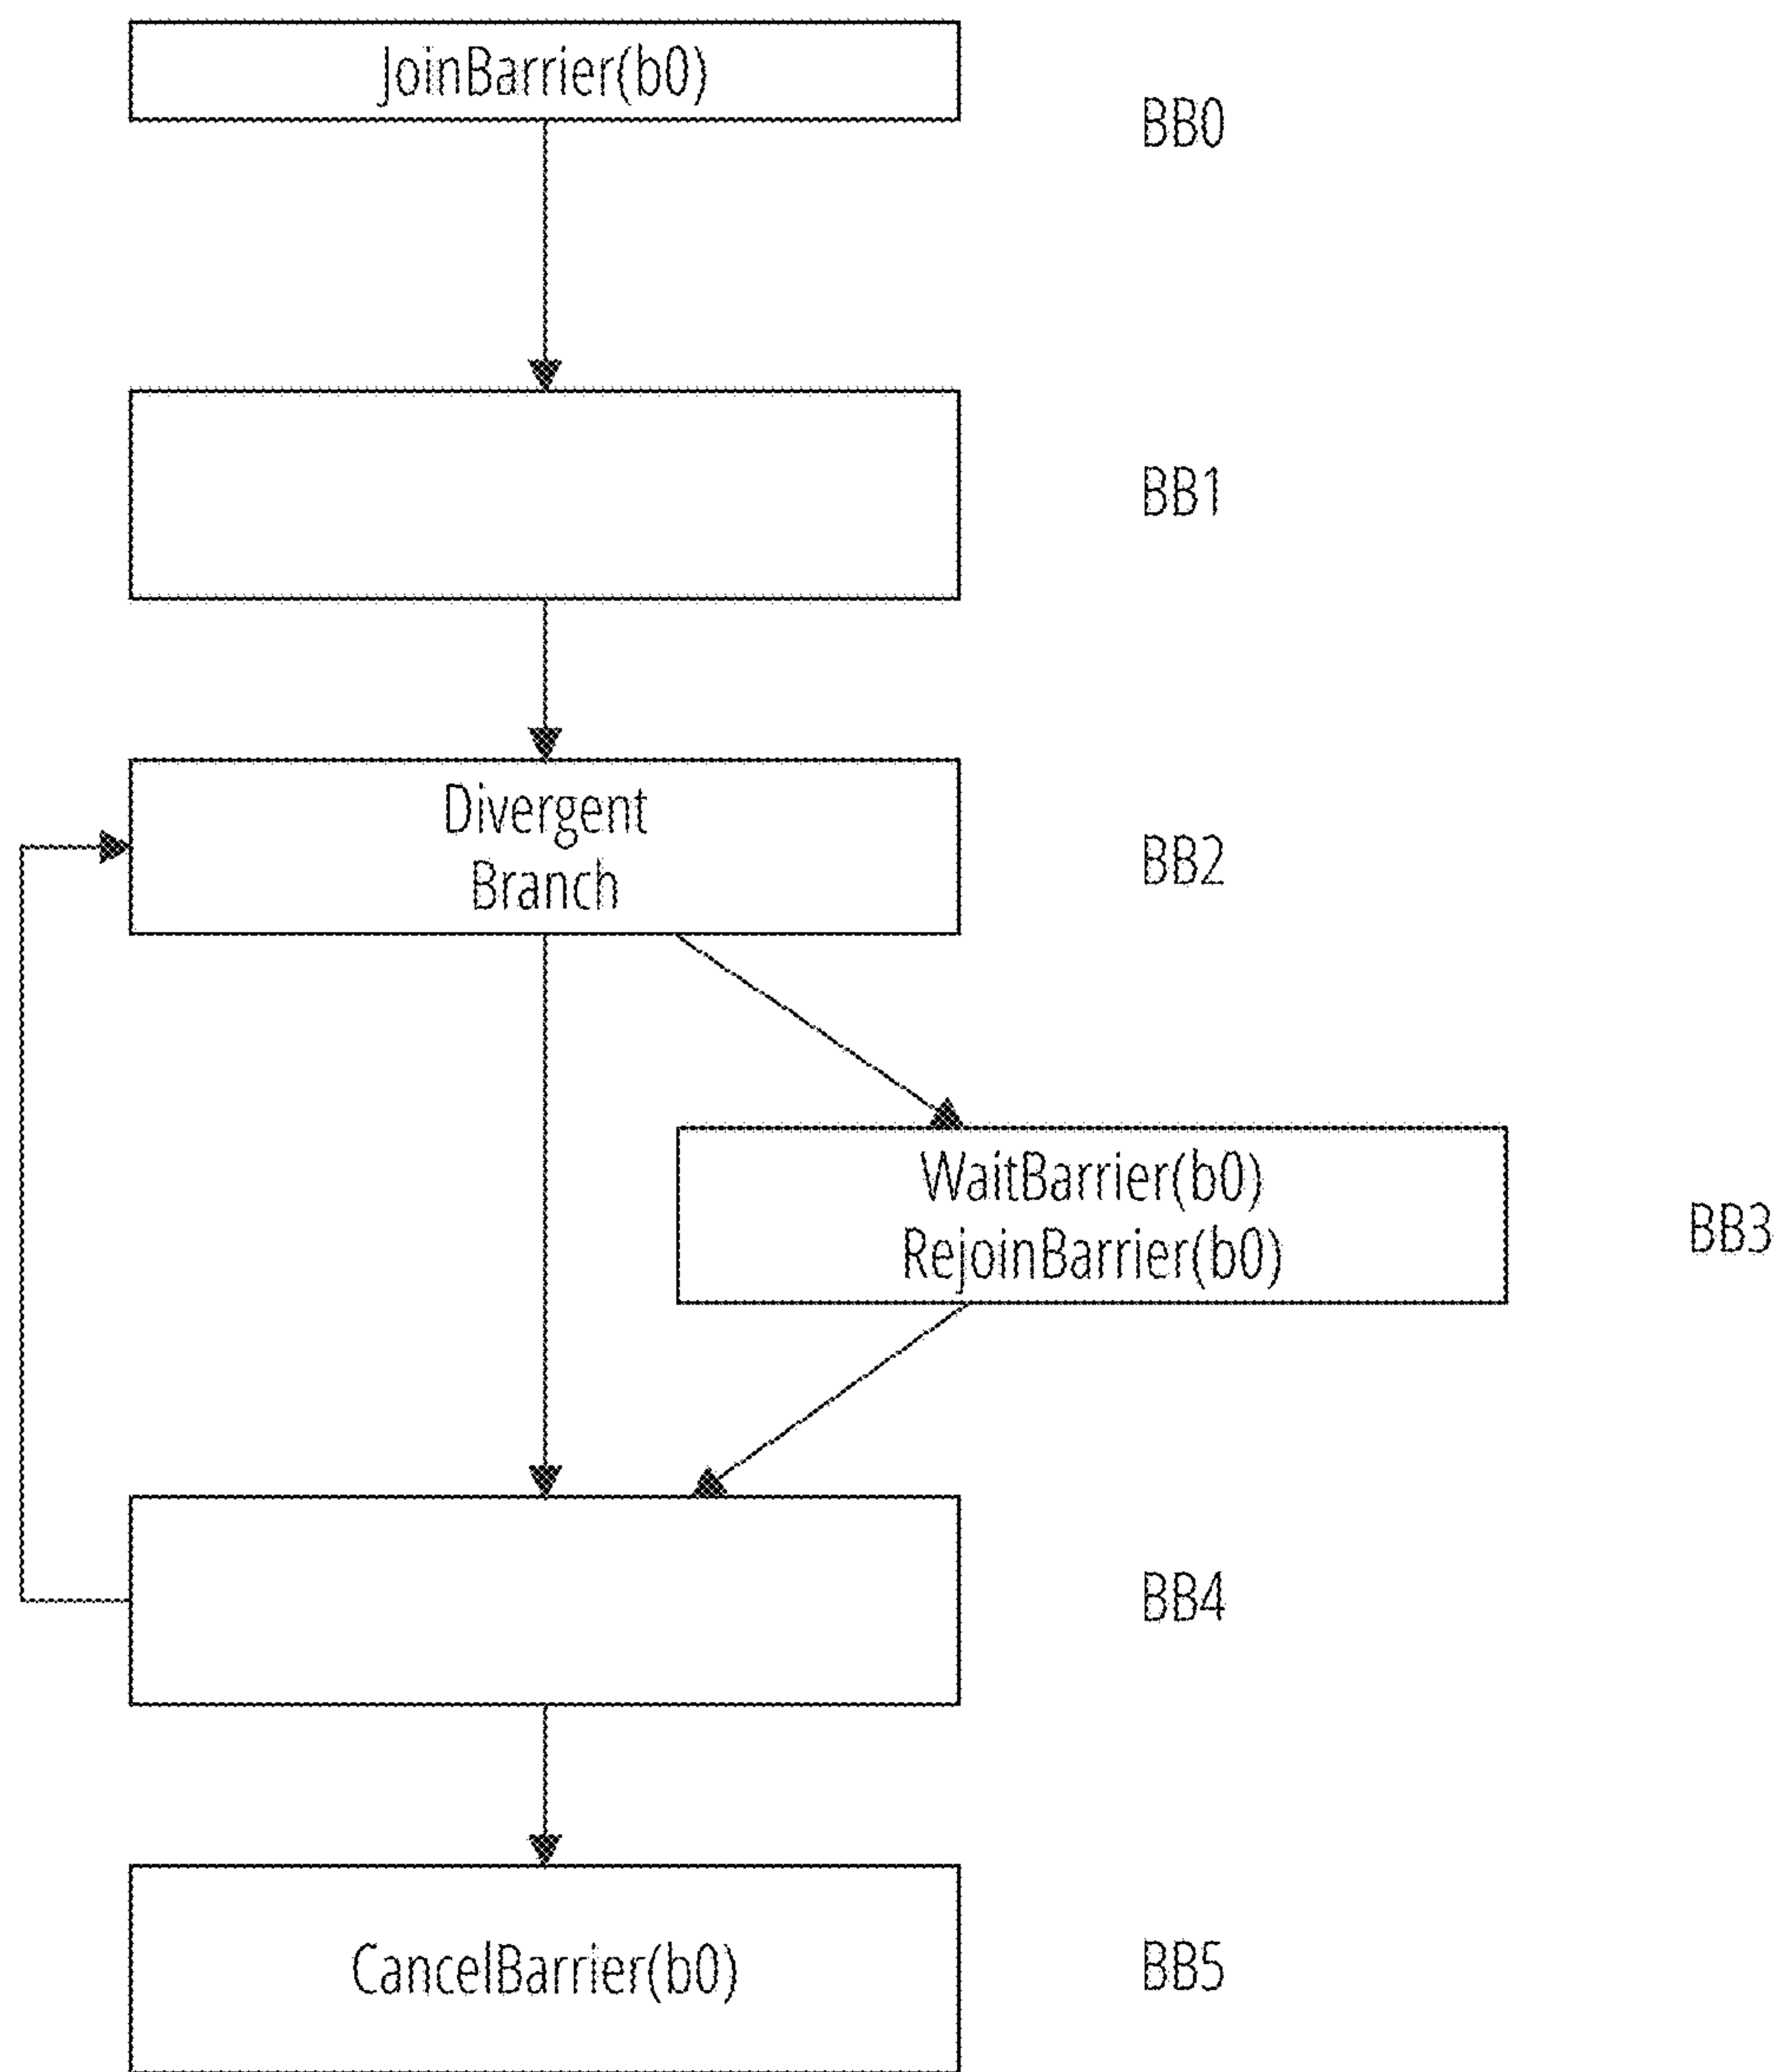 JoinBarrier(b0)
BB0
BB1
Divergent
Branch
BB2
WaitBarrier(b0)
RejoinBarrier(b0)
BB3
BB4
CancelBarrier(b0)
BB5